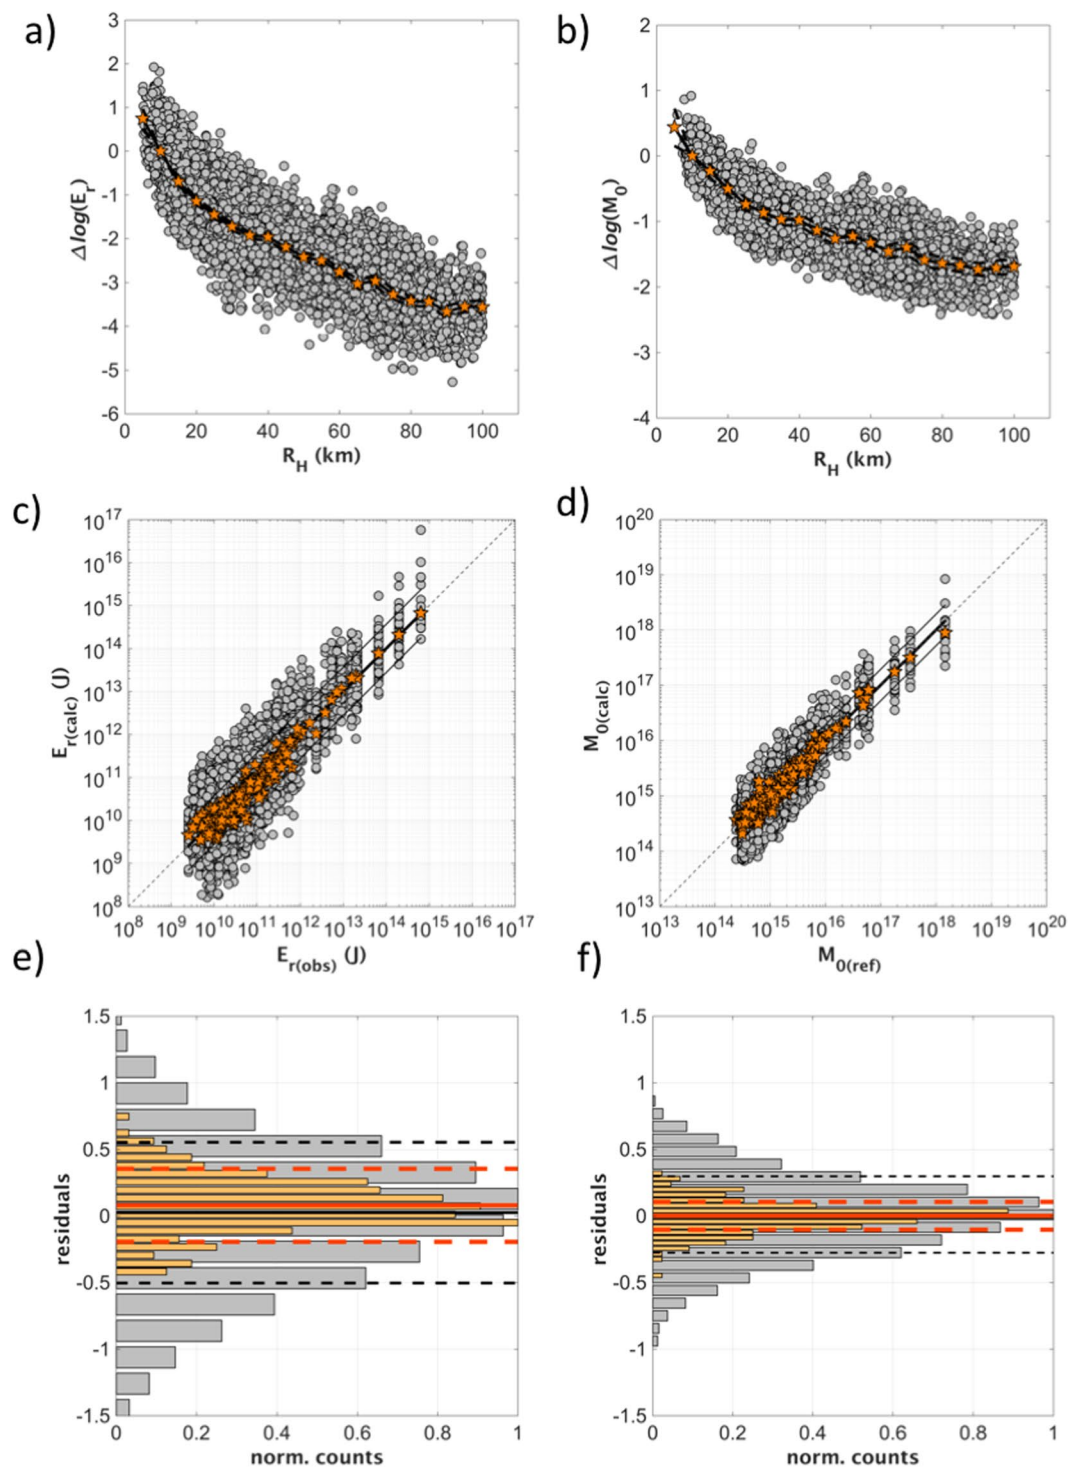 a)
3
2
1
0
-1
-2
-3
-4
-5
-6
Δlog(E_r)
0 20 40 60 80 100
R_H (km)
b)
2
1
0
-1
-2
-3
-4
Δlog(M_0)
0 20 40 60 80 100
R_H (km)
c)
10^17
10^16
10^15
10^14
10^13
10^12
10^11
10^10
10^9
10^8
E_r(calc) (J)
10^8 10^9 10^10 10^11 10^12 10^13 10^14 10^15 10^16 10^17
E_r(obs) (J)
d)
10^20
10^19
10^18
10^17
10^16
10^15
10^14
10^13
M_0(calc)
10^13 10^14 10^15 10^16 10^17 10^18 10^19 10^20
M_0(ref)
e)
1.5
1
0.5
0
-0.5
-1
-1.5
residuals
0 0.2 0.4 0.6 0.8 1
norm. counts
f)
1.5
1
0.5
0
-0.5
-1
-1.5
residuals
0 0.2 0.4 0.6 0.8 1
norm. counts